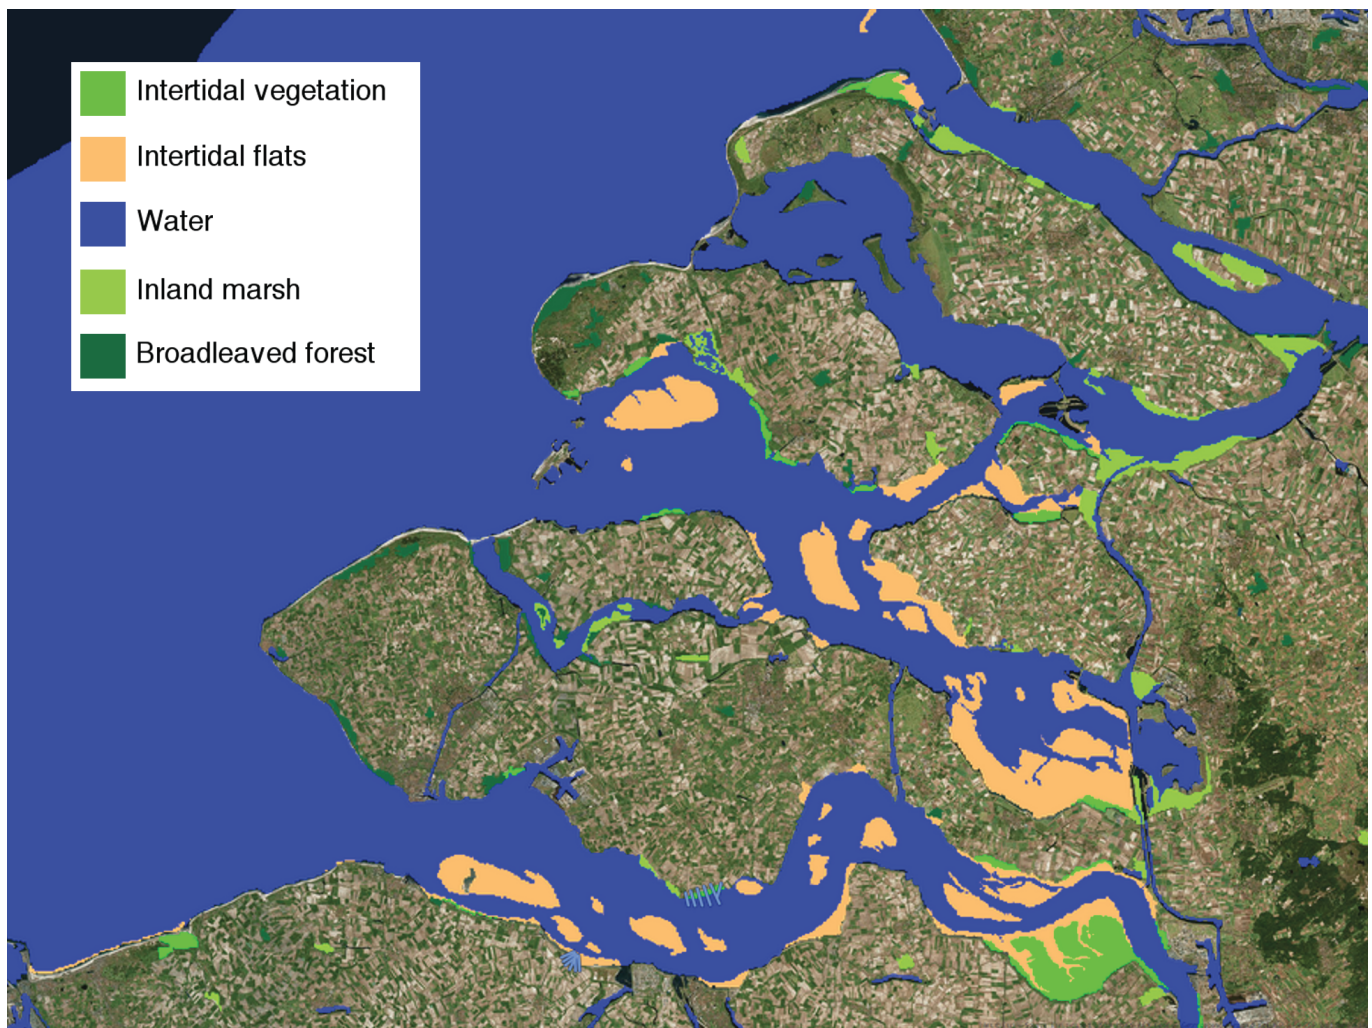 Intertidal vegetation
Intertidal flats
Water
Inland marsh
Broadleaved forest